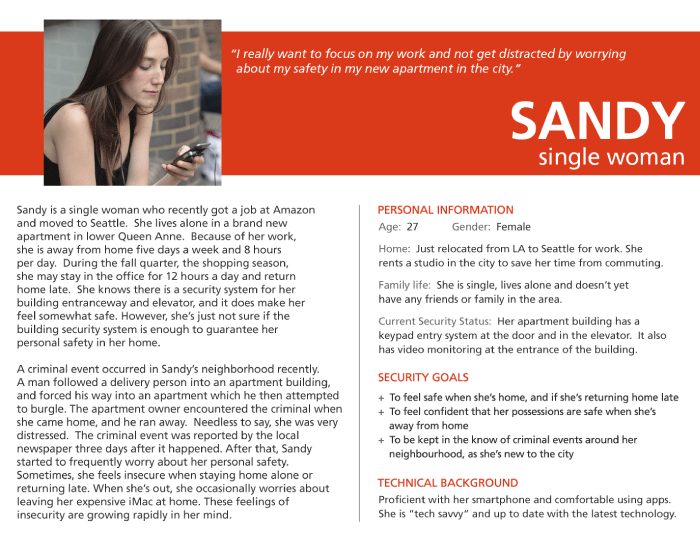 “I really want to focus on my work and not get distracted by worrying
about my safety in my new apartment in the city.”
SANDY
single woman
Sandy is a single woman who recently got a job at Amazon
and moved to Seattle.  She lives alone in a brand new
apartment in lower Queen Anne.  Because of her work,
she is away from home five days a week and 8 hours
per day.  During the fall quarter, the shopping season,
she may stay in the office for 12 hours a day and return
home late.  She knows there is a security system for her
building entranceway and elevator, and it does make her
feel somewhat safe. However, she’s just not sure if the
building security system is enough to guarantee her
personal safety in her home.
A criminal event occurred in Sandy’s neighborhood recently.
A man followed a delivery person into an apartment building,
and forced his way into an apartment which he then attempted
to burgle. The apartment owner encountered the criminal when
she came home, and he ran away.  Needless to say, she was very
distressed.  The criminal event was reported by the local
newspaper three days after it happened. After that, Sandy
started to frequently worry about her personal safety.
Sometimes, she feels insecure when staying home alone or
returning late. When she’s out, she occasionally worries about
leaving her expensive iMac at home. These feelings of
insecurity are growing rapidly in her mind.
PERSONAL INFORMATION
Age:  27 Gender:  Female
Home:  Just relocated from LA to Seattle for work. She
rents a studio in the city to save her time from commuting.
Family life:  She is single, lives alone and doesn’t yet
have any friends or family in the area.
Current Security Status:  Her apartment building has a
keypad entry system at the door and in the elevator.  It also
has video monitoring at the entrance of the building.
SECURITY GOALS
+ To feel safe when she’s home, and if she’s returning home late
+ To feel confident that her possessions are safe when she’s
away from home
+ To be kept in the know of criminal events around her
neighbourhood, as she’s new to the city
TECHNICAL BACKGROUND
Proficient with her smartphone and comfortable using apps.
She is “tech savvy” and up to date with the latest technology.